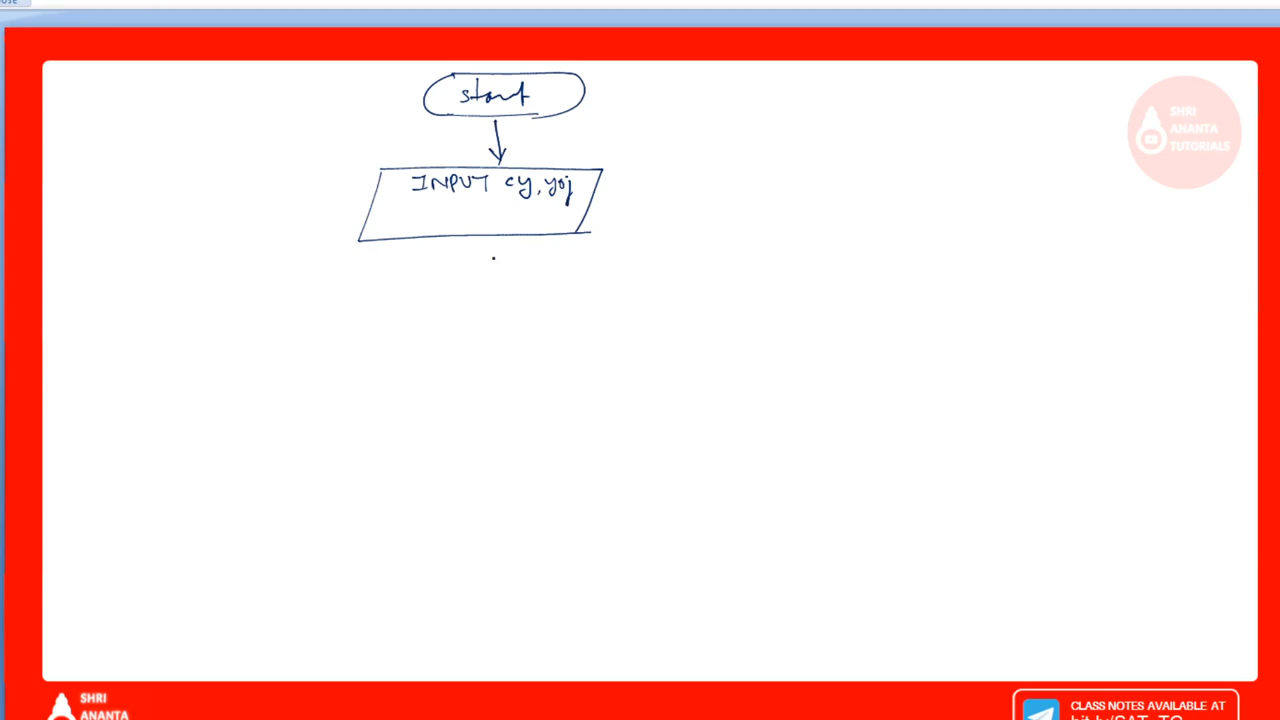 start
INPUT cy, yoj
SHRI
ANANTA
TUTORIALS
SHRI
ANANTA
CLASS NOTES AVAILABLE AT